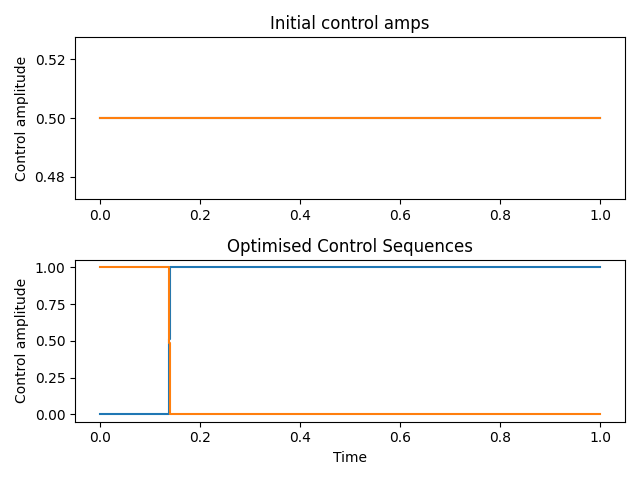 Initial control amps
0.52
0.50
0.48
Control amplitude
0.0 0.2 0.4 0.6 0.8 1.0
Optimised Control Sequences
1.00
0.75
0.50
0.25
0.00
Control amplitude
0.0 0.2 0.4 0.6 0.8 1.0
Time